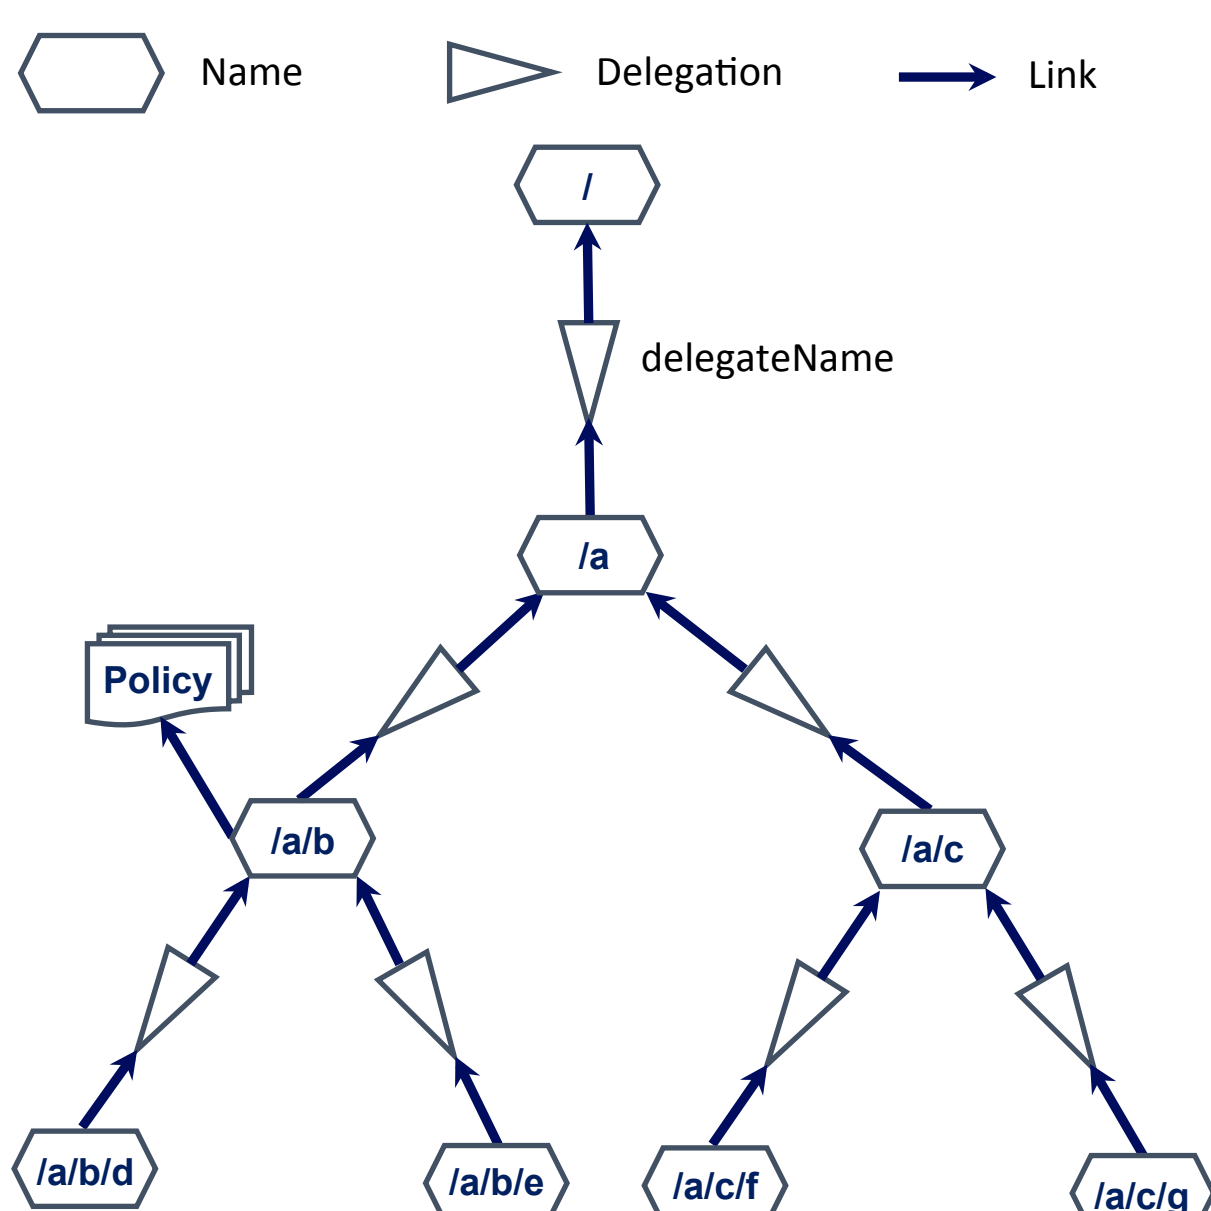 Name
Delegation
Link
/
delegateName
/a
Policy
/a/b
/a/c
/a/b/d
/a/b/e
/a/c/f
/a/c/g